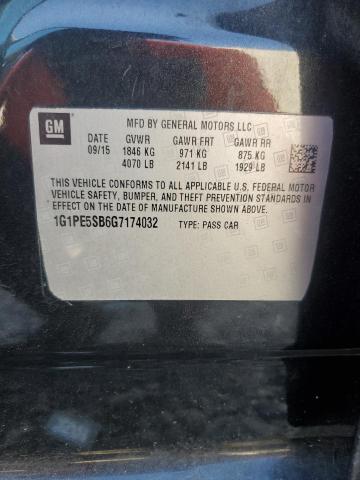 GM
MFD BY GENERAL MOTORS LLC
DATE GVWR GAWR FRT GAWR RR
09/15 1846 KG 971 KG 875 KG
4070 LB 2141 LB 1929 LB
THIS VEHICLE CONFORMS TO ALL APPLICABLE U.S. FEDERAL MOTOR
VEHICLE SAFETY, BUMPER, AND THEFT PREVENTION STANDARDS IN
EFFECT ON THE DATE OF MANUFACTURE SHOWN ABOVE.
1G1PE5SB6G7174032 TYPE: PASS CAR